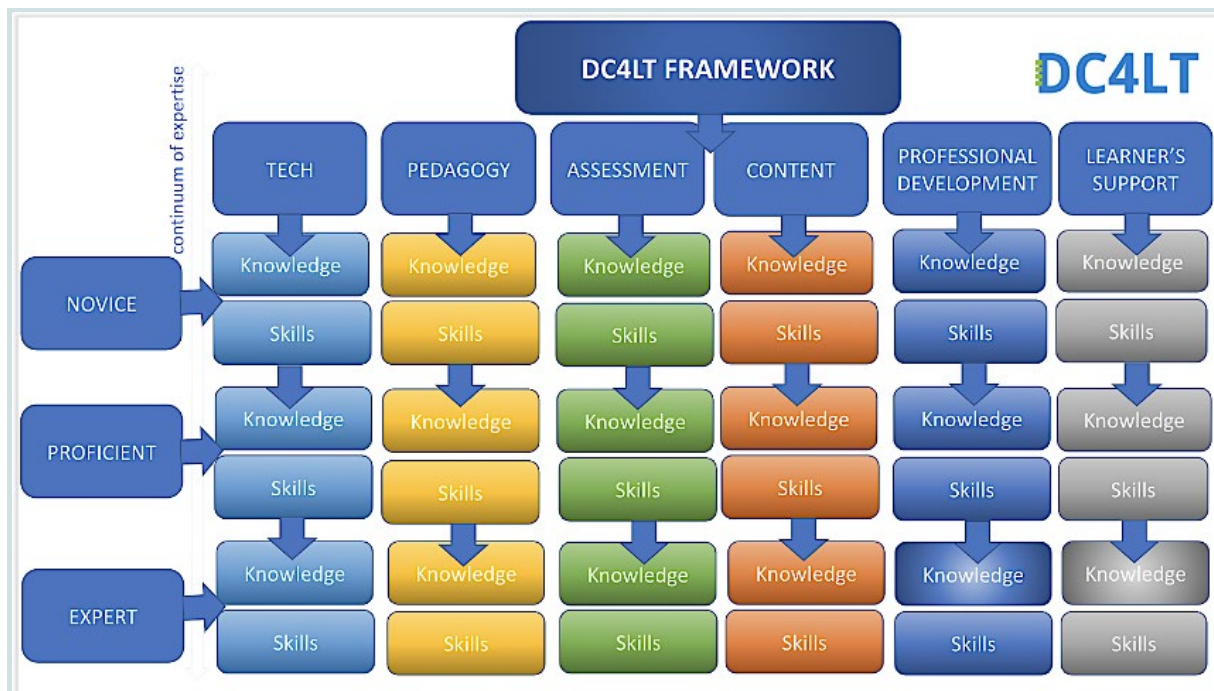 DC4LT FRAMEWORK
DC4LT
continuum of expertise
TECH
PEDAGOGY
ASSESSMENT
CONTENT
PROFESSIONAL
DEVELOPMENT
LEARNER'S
SUPPORT
NOVICE
Knowledge
Knowledge
Knowledge
Knowledge
Knowledge
Knowledge
Skills
Skills
Skills
Skills
Skills
Skills
PROFICIENT
Knowledge
Knowledge
Knowledge
Knowledge
Knowledge
Knowledge
Skills
Skills
Skills
Skills
Skills
Skills
EXPERT
Knowledge
Knowledge
Knowledge
Knowledge
Knowledge
Knowledge
Skills
Skills
Skills
Skills
Skills
Skills